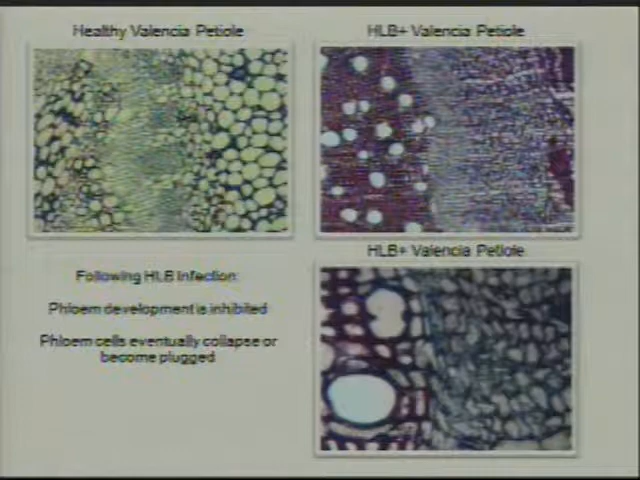 Healthy Valencia Petiole
HLB+ Valencia Petiole
HLB+ Valencia Petiole
Following HLB Infection:
Phloem development is inhibited
Phloem cells eventually collapse or
become plugged